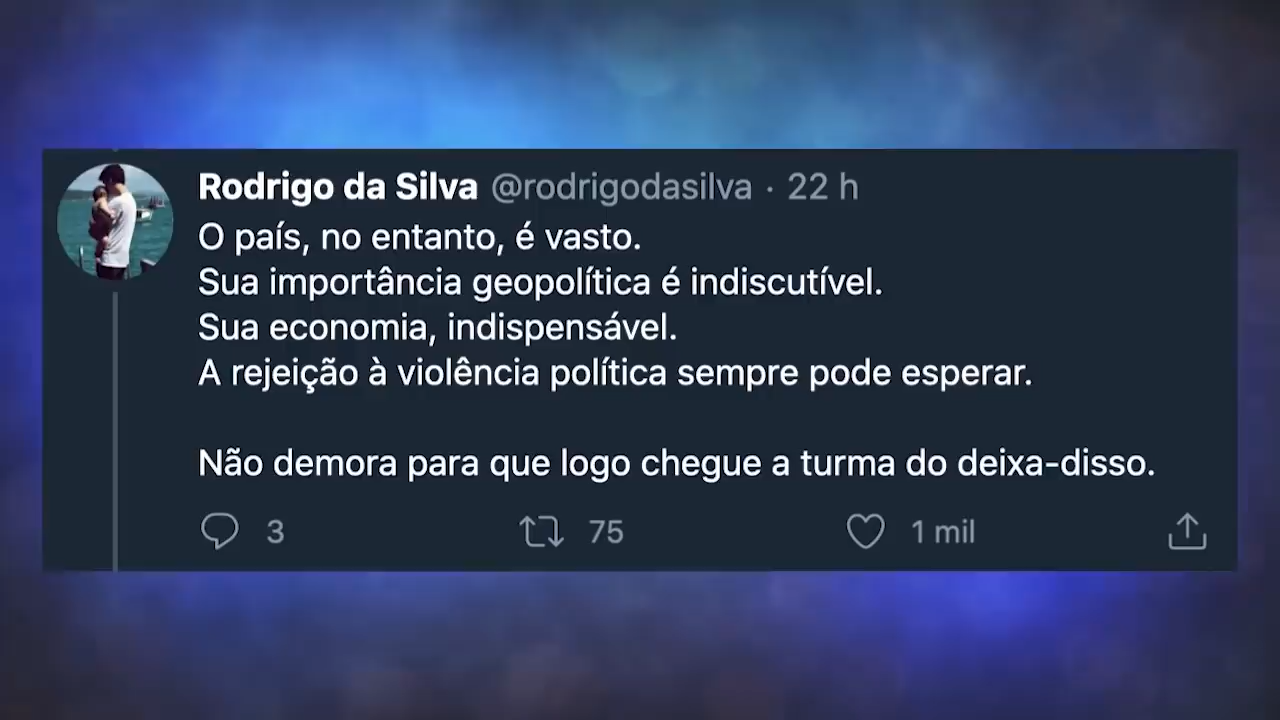 Rodrigo da Silva @rodrigodasilva · 22 h
O país, no entanto, é vasto.
Sua importância geopolítica é indiscutível.
Sua economia, indispensável.
A rejeição à violência política sempre pode esperar.
Não demora para que logo chegue a turma do deixa-disso.
3 75 1 mil